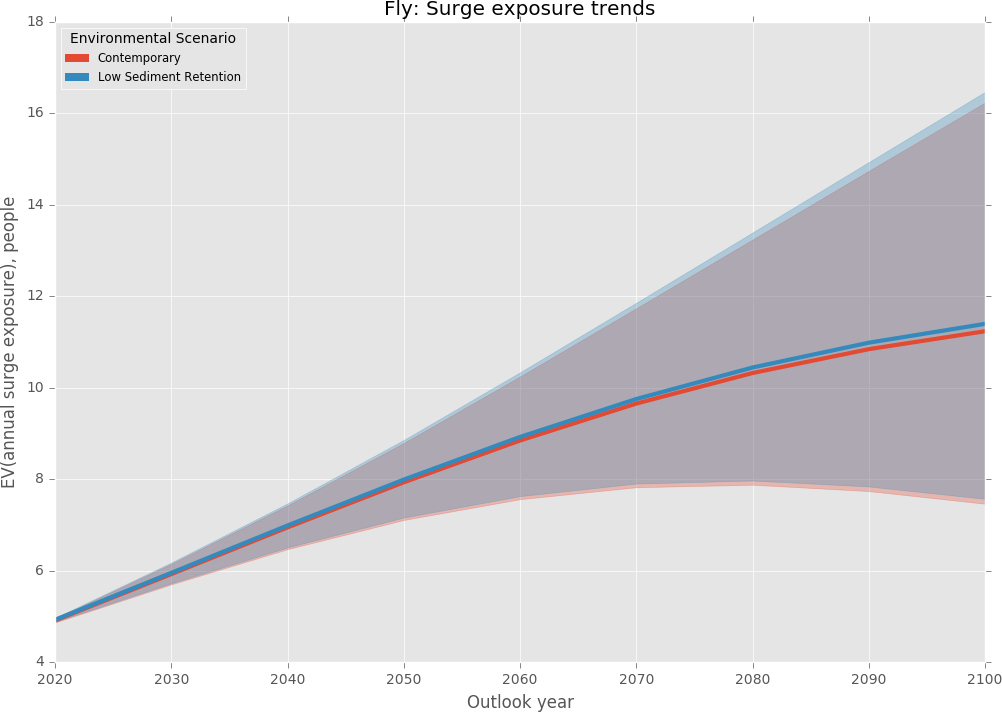 Fly: Surge exposure trends
Environmental Scenario
Contemporary
Low Sediment Retention
EV(annual surge exposure), people
18
16
14
12
10
8
6
4
2020 2030 2040 2050 2060 2070 2080 2090 2100
Outlook year